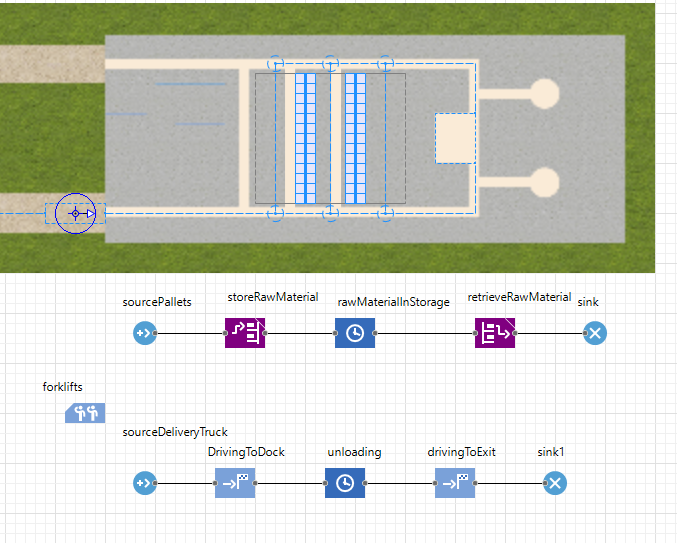 sourcePallets
storeRawMaterial
rawMaterialInStorage
retrieveRawMaterial
sink
forklifts
sourceDeliveryTruck
DrivingToDock
unloading
drivingToExit
sink1